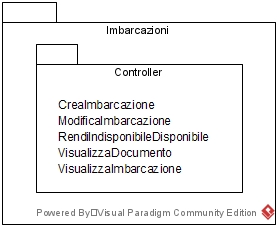 Imbarcazioni
Controller
CreaImbarcazione
ModificaImbarcazione
RendiIndisponibileDisponibile
VisualizzaDocumento
VisualizzaImbarcazione
Powered By□Visual Paradigm Community Edition